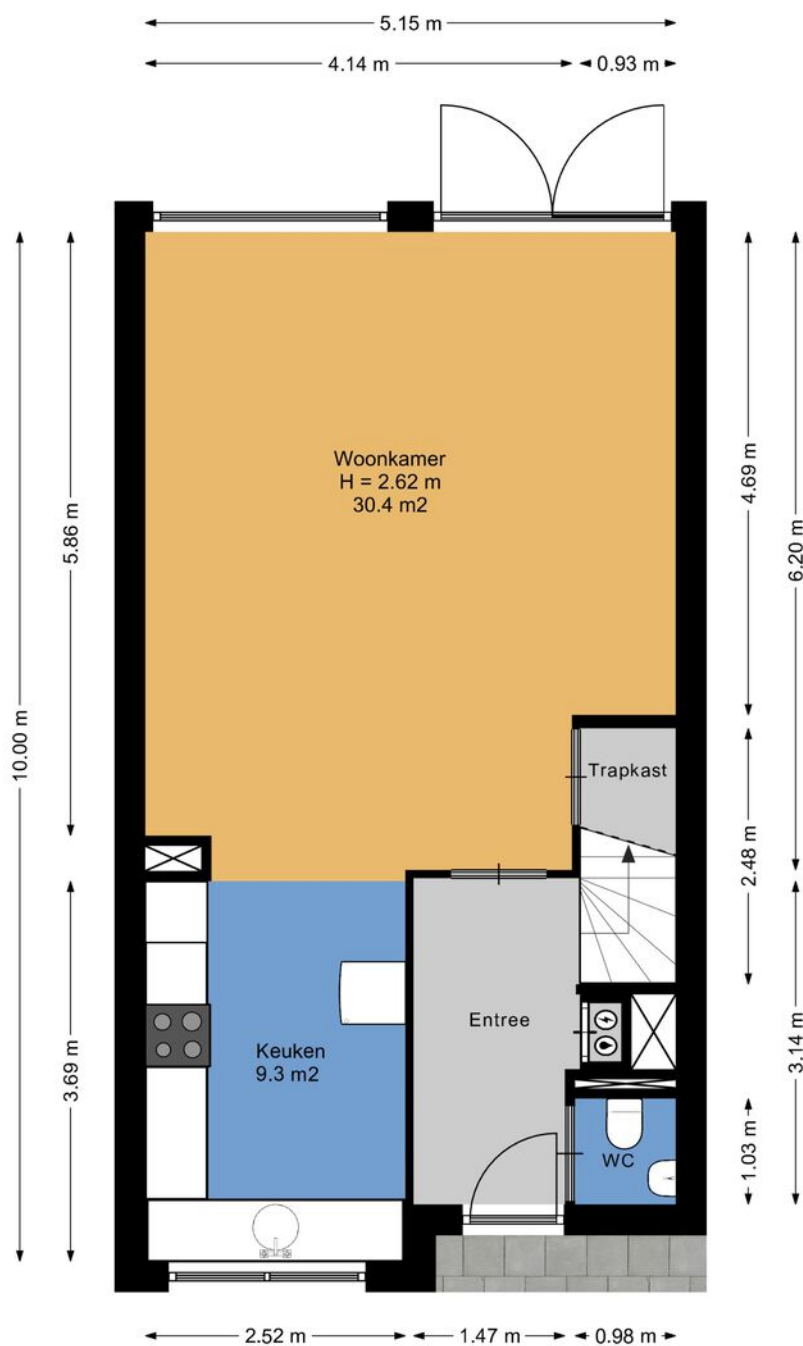 5.15 m
4.14 m
0.93 m
Woonkamer
H = 2.62 m
30.4 m2
5.86 m
4.69 m
6.20 m
10.00 m
Trapkast
2.48 m
Entree
Keuken
9.3 m2
3.69 m
3.14 m
WC
1.03 m
2.52 m
1.47 m
0.98 m